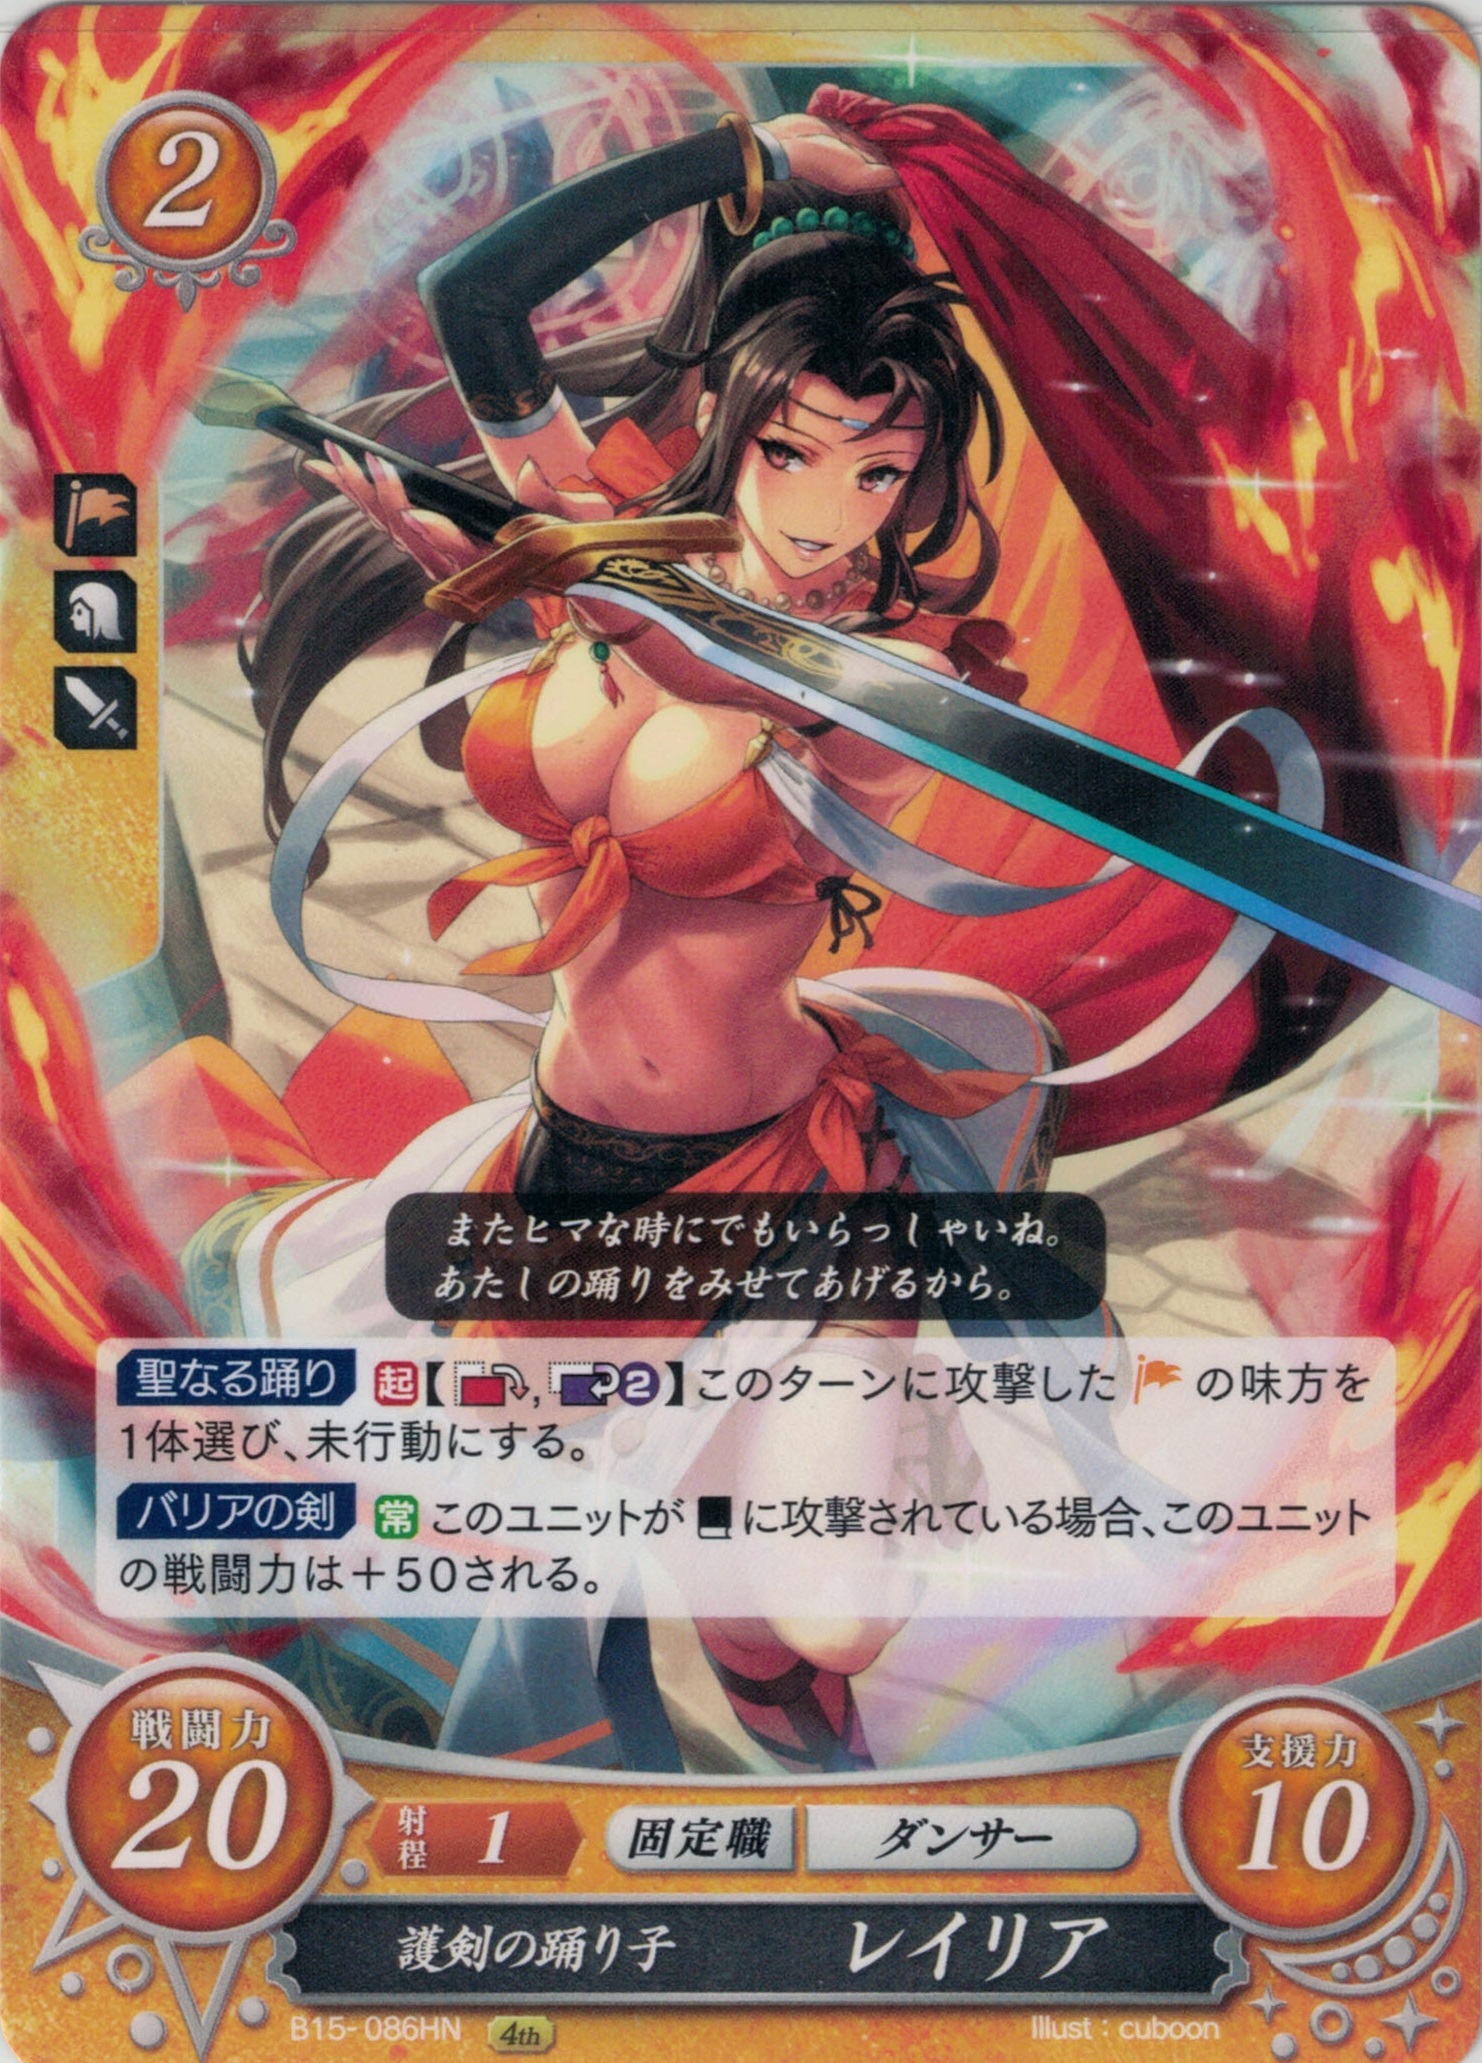 2
またヒマな時にでもいらっしゃいね。
あたしの踊りをみせてあげるから。
聖なる踊り 起【 , 2】このターンに攻撃した の味方を
1体選び、未行動にする。
バリアの剣 常 このユニットが に攻撃されている場合、このユニット
の戦闘力は+50される。
戦闘力
20
射程 1
固定職 ダンサー
支援力
10
護剣の踊り子 レイリア
B15-086HN 4th
Illust : cuboon